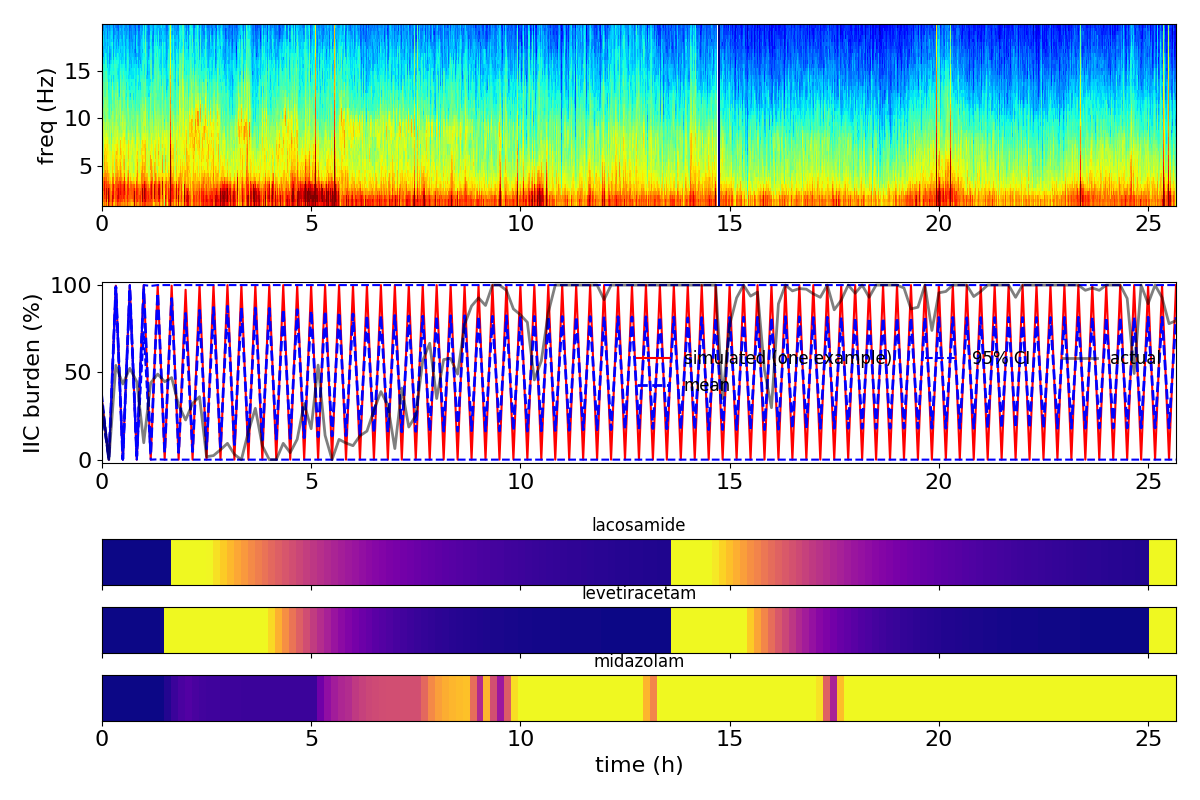 freq (Hz)
15
10
5
0 5 10 15 20 25
IIC burden (%)
100
50
0
simulated (one example) 95% CI actual
mean
0 5 10 15 20 25
lacosamide
levetiracetam
midazolam
0 5 10 15 20 25
time (h)